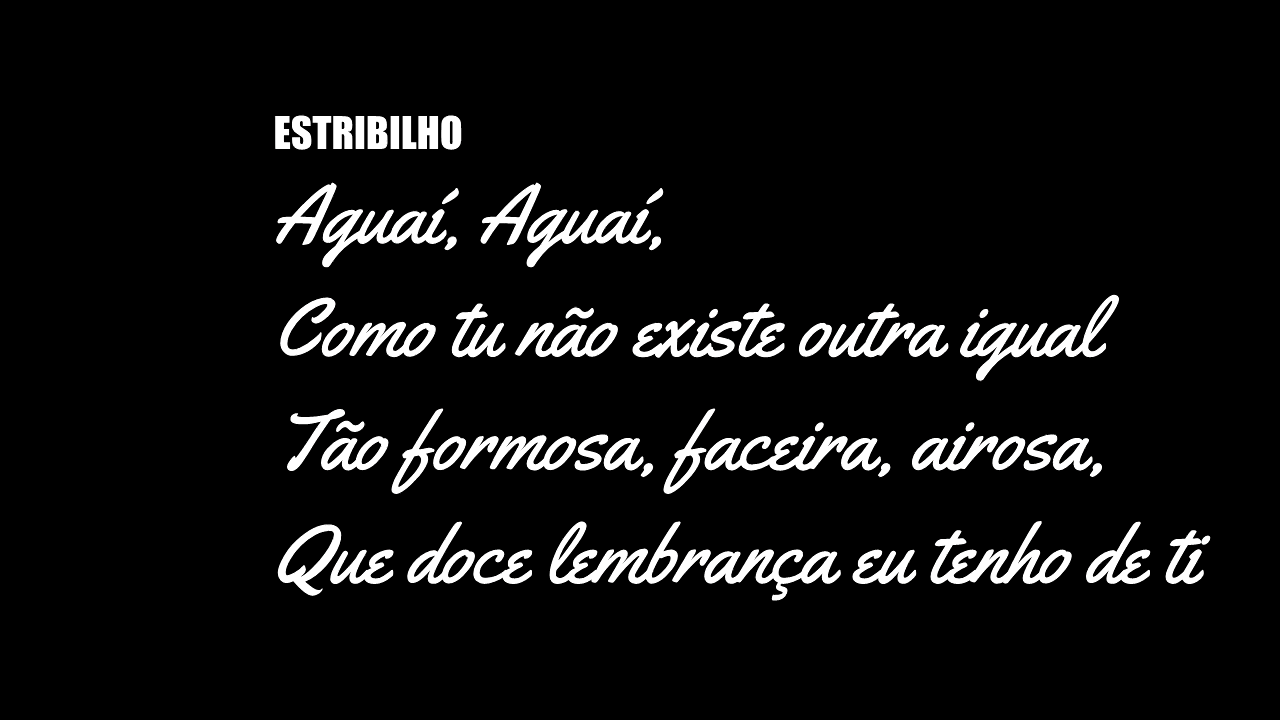 ESTRIBILHO
Aguaí, Aguaí,
Como tu não existe outra igual
Tão formosa, faceira, airosa,
Que doce lembrança eu tenho de ti